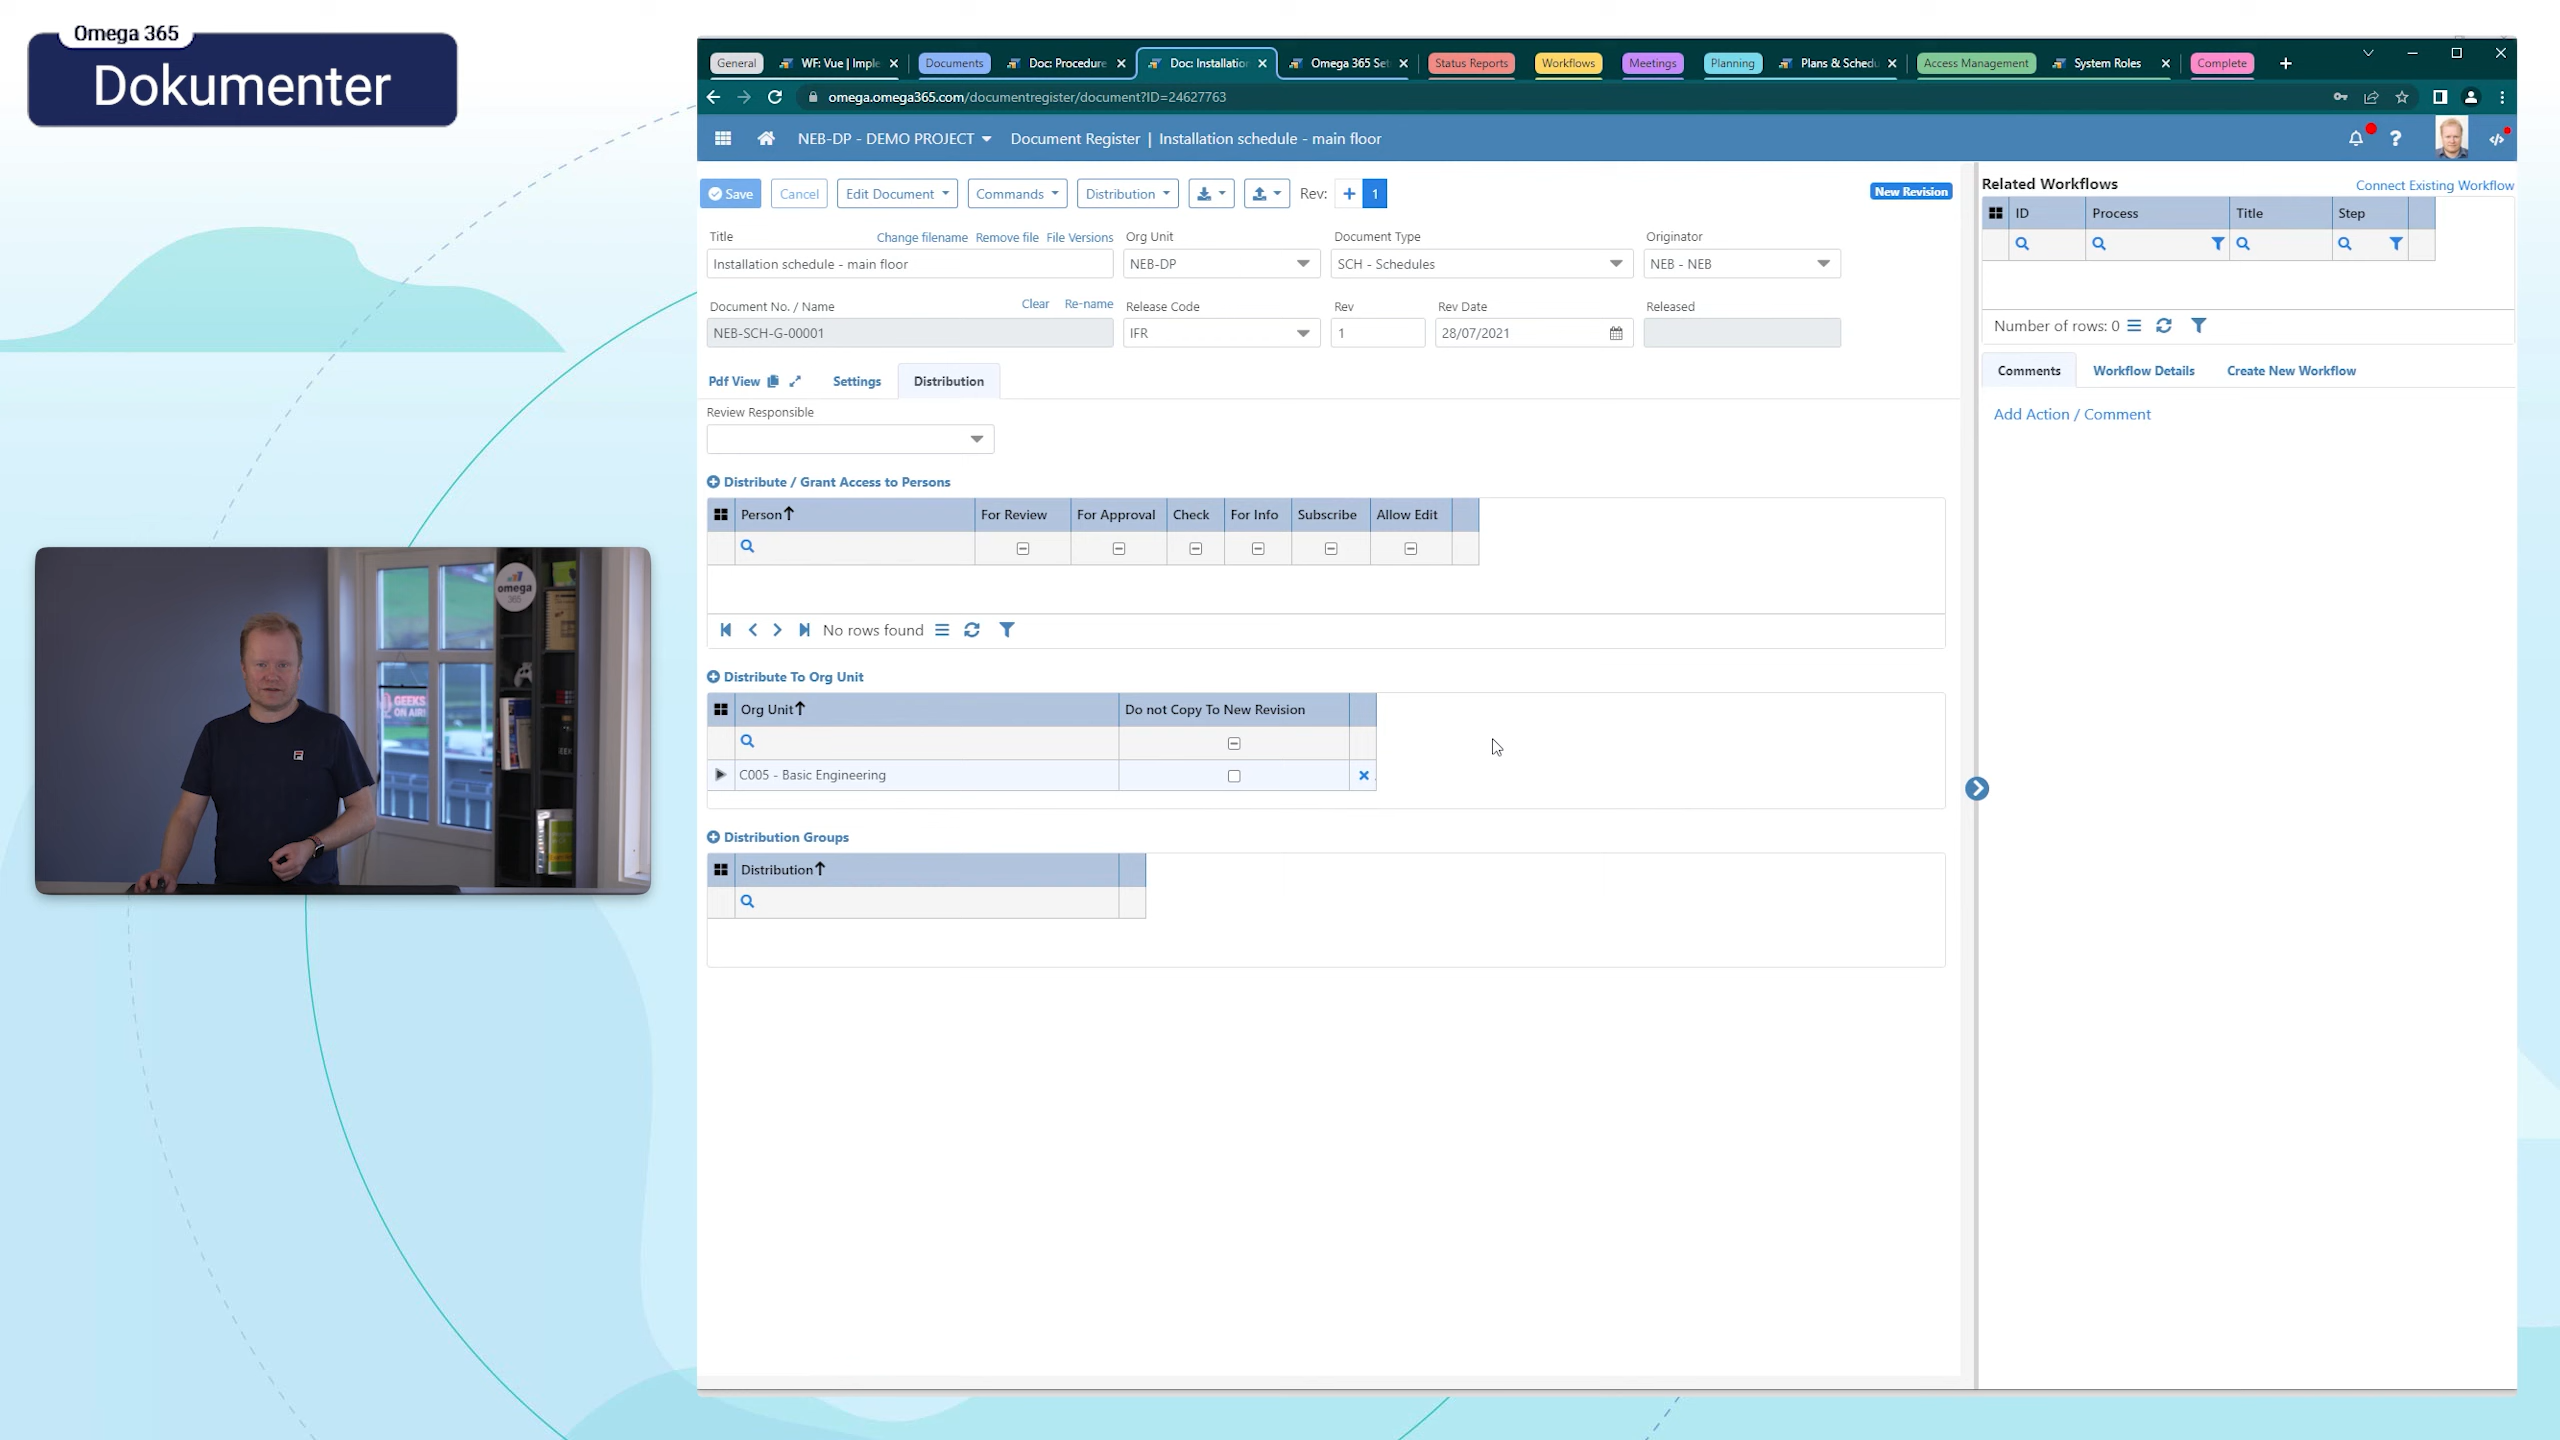 Omega 365
Dokumenter
General
WF: Vue | Imple
Documents
Doc: Procedure
Doc: Installatio
Omega 365 Set
Status Reports
Workflows
Meetings
Planning
Plans & Schedu
Access Management
System Roles
Complete
omega.omega365.com/documentregister/document?ID=24627763
NEB-DP - DEMO PROJECT
Document Register | Installation schedule - main floor
Save
Cancel
Edit Document
Commands
Distribution
Rev:
1
New Revision
Title
Change filename
Remove file
File Versions
Org Unit
Document Type
Originator
Installation schedule - main floor
NEB-DP
SCH - Schedules
NEB - NEB
Document No. / Name
Clear
Re-name
Release Code
Rev
Rev Date
Released
NEB-SCH-G-00001
IFR
1
28/07/2021
Pdf View
Settings
Distribution
Review Responsible
Distribute / Grant Access to Persons
Person
For Review
For Approval
Check
For Info
Subscribe
Allow Edit
No rows found
Distribute To Org Unit
Org Unit
Do not Copy To New Revision
C005 - Basic Engineering
Distribution Groups
Distribution
Related Workflows
Connect Existing Workflow
ID
Process
Title
Step
Number of rows: 0
Comments
Workflow Details
Create New Workflow
Add Action / Comment
omega
365
GEEKS
ON AIR!